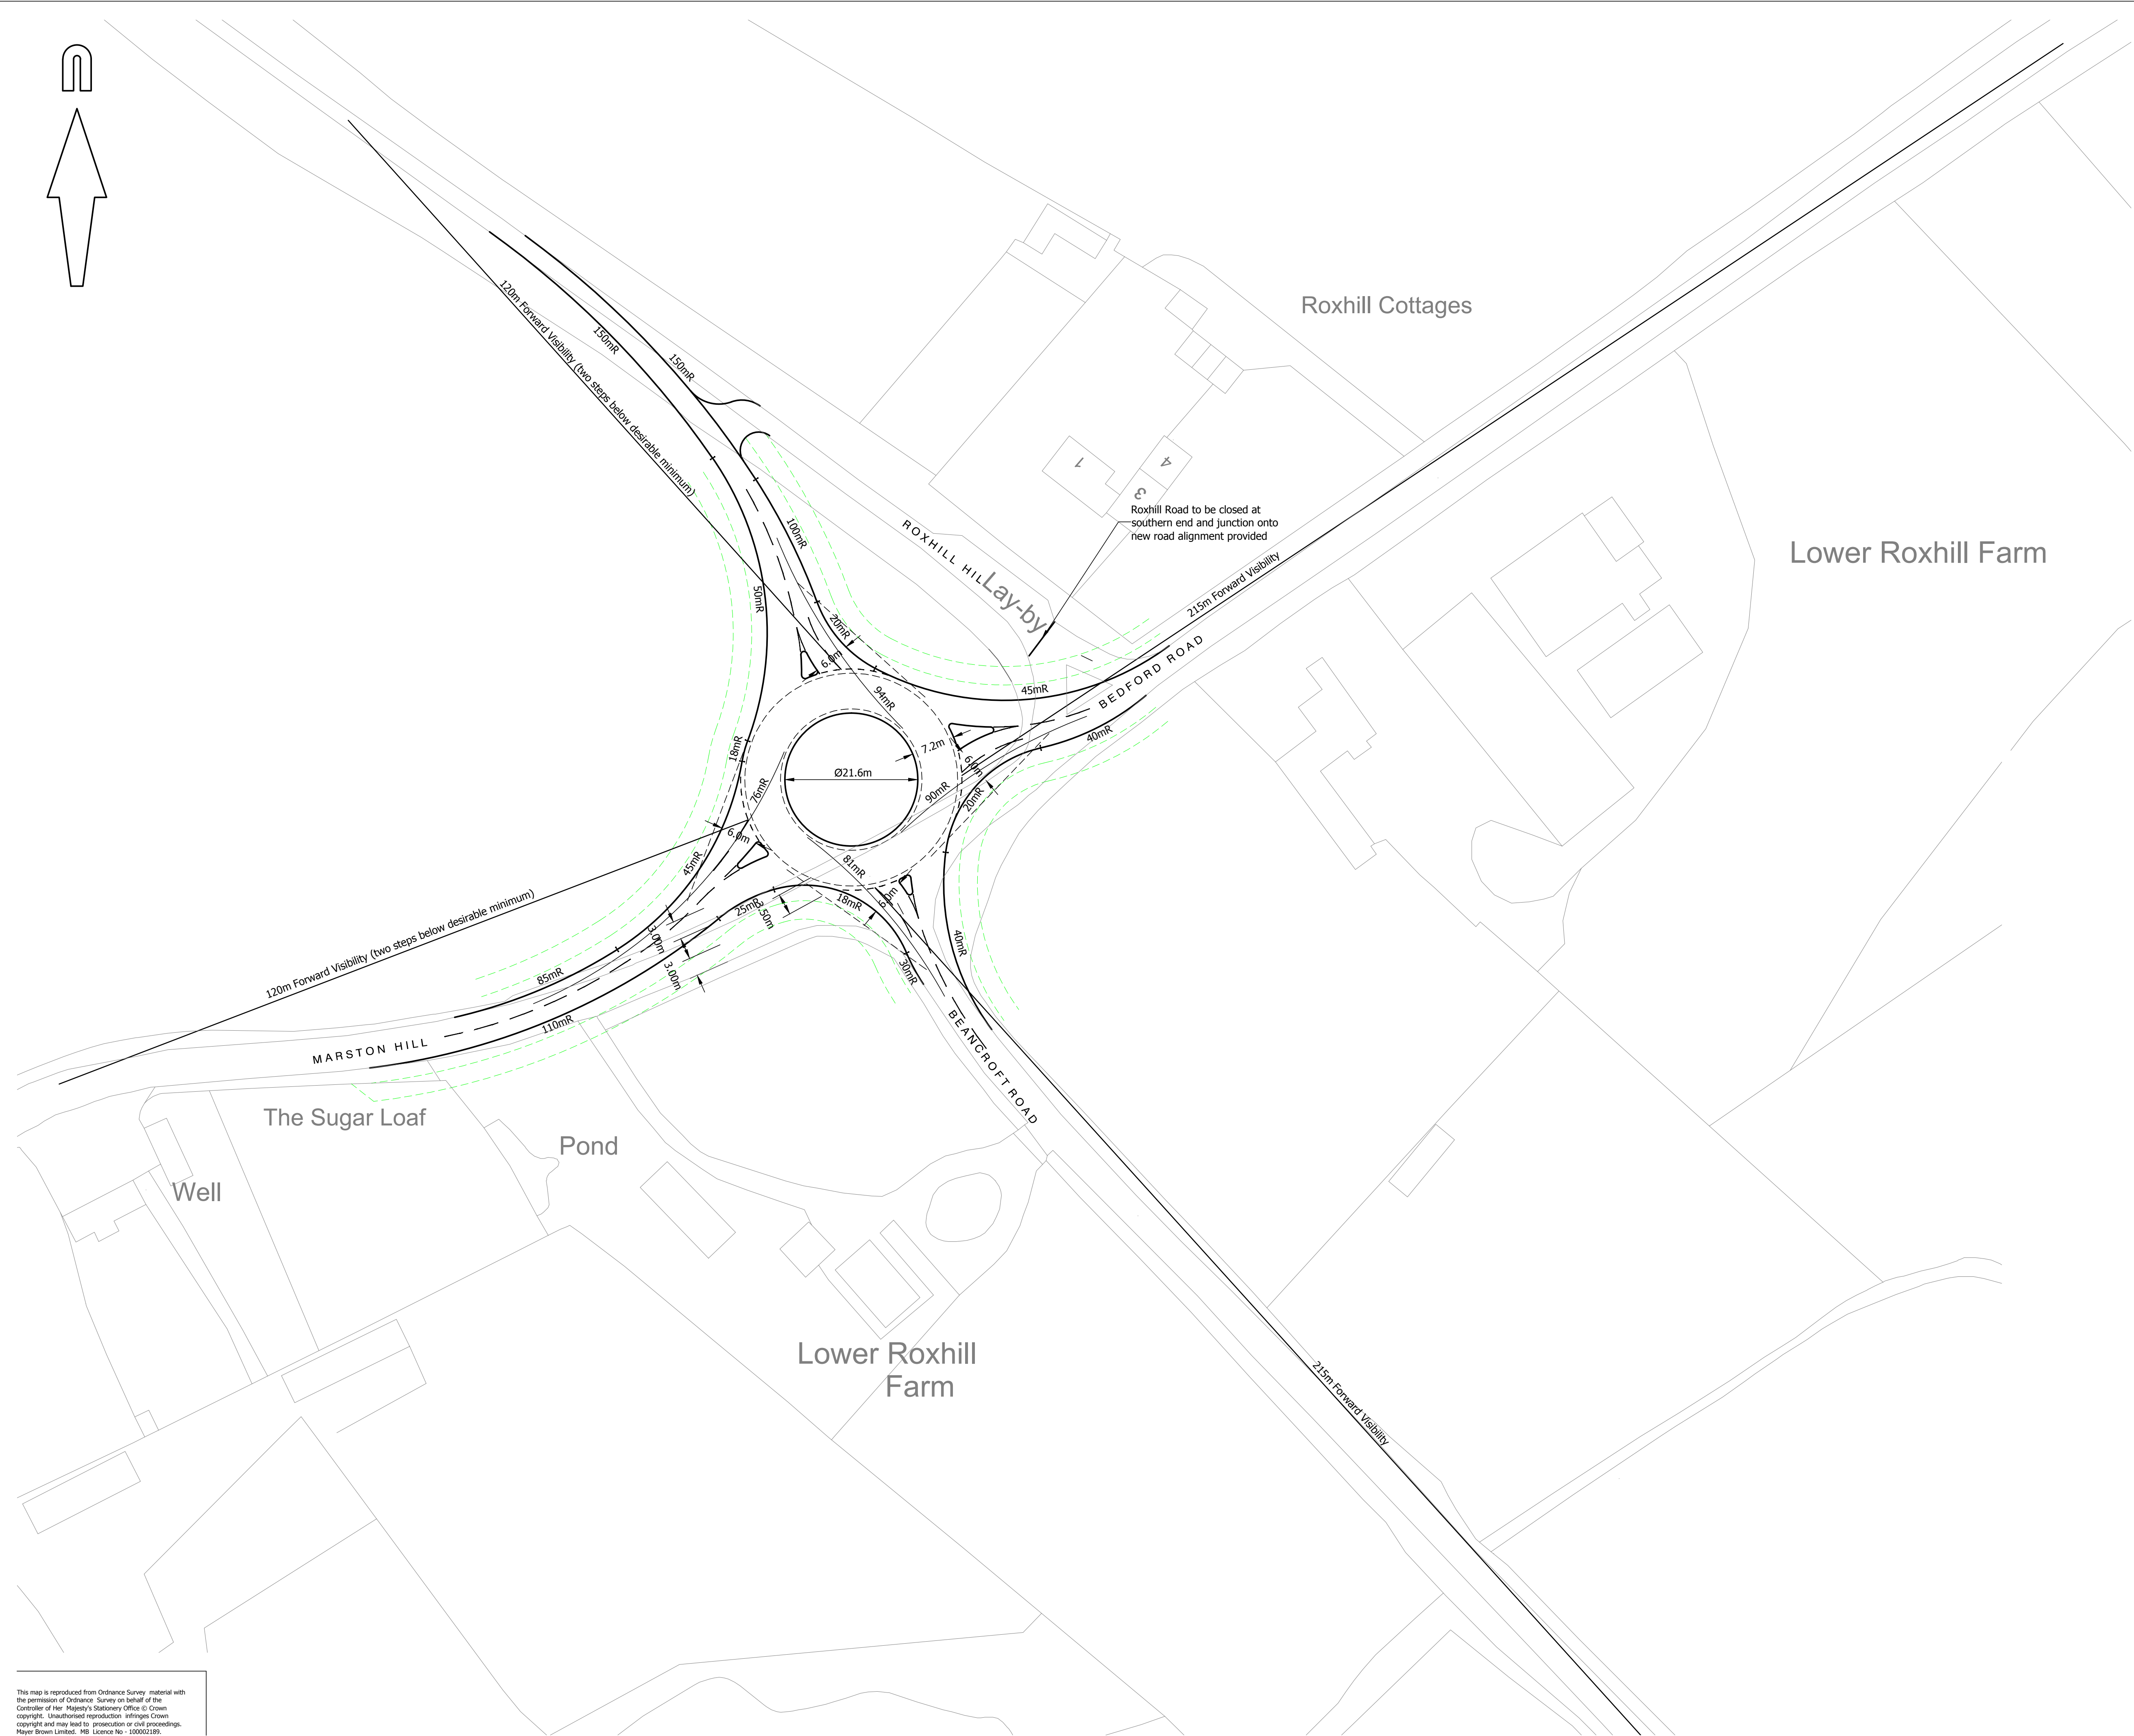 120m Forward Visibility (two steps below desirable minimum)
150mR
150mR
Roxhill Cottages
1
4
3
Roxhill Road to be closed at
southern end and junction onto
new road alignment provided
ROXHILL HIL
Lay-by
100mR
50mR
20mR
6.0m
94mR
45mR
215m Forward Visibility
BEDFORD ROAD
40mR
Lower Roxhill Farm
7.2m
6.0m
Ø21.6m
18mR
76mR
90mR
20mR
6.0m
45mR
81mR
18mR
6.0m
25mR
3.50m
3.00m
3.00m
30mR
40mR
120m Forward Visibility (two steps below desirable minimum)
85mR
110mR
MARSTON HILL
BEANCROFT ROAD
The Sugar Loaf
Pond
Well
Lower Roxhill
Farm
215m Forward Visibility
This map is reproduced from Ordnance Survey material with
the permission of Ordnance Survey on behalf of the
Controller of Her Majesty's Stationery Office © Crown
copyright. Unauthorised reproduction infringes Crown
copyright and may lead to prosecution or civil proceedings.
Mayer Brown Limited. MB Licence No - 100002189.